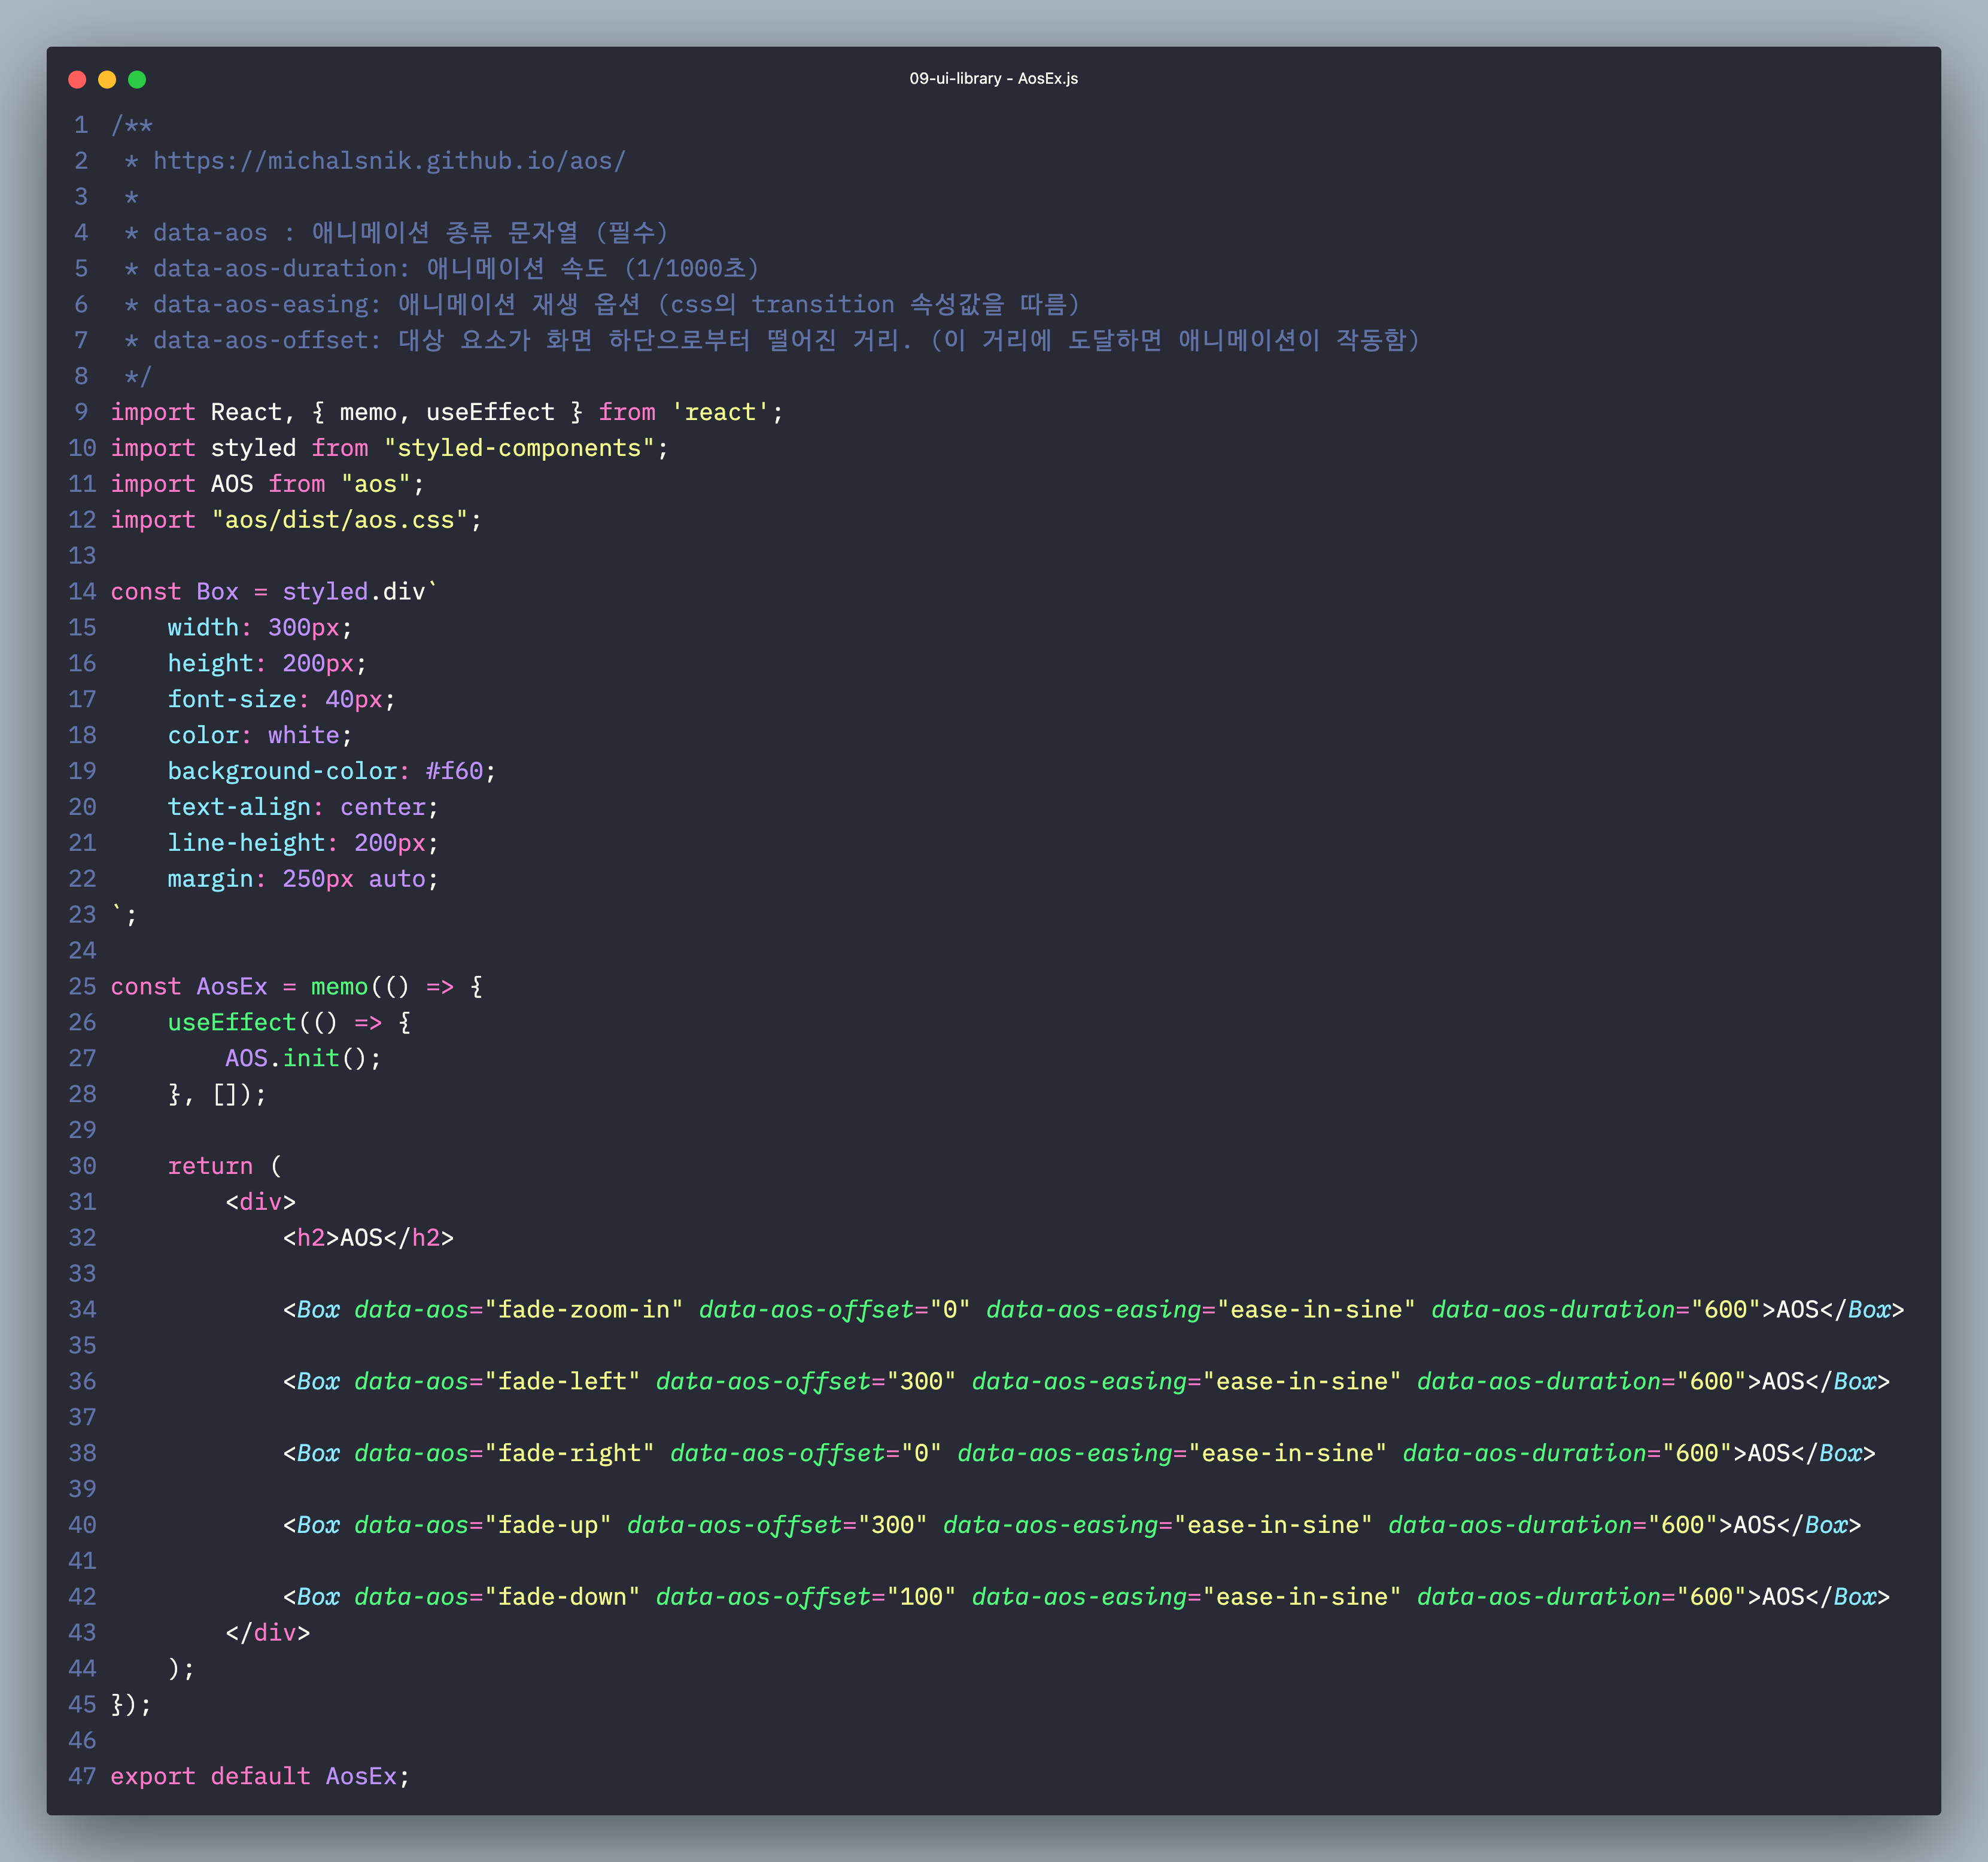 09-ui-library - AosEx.js
1 /**
2  * https://michalsnik.github.io/aos/
3  *
4  * data-aos : 애니메이션 종류 문자열 (필수)
5  * data-aos-duration: 애니메이션 속도 (1/1000초)
6  * data-aos-easing: 애니메이션 재생 옵션 (css의 transition 속성값을 따름)
7  * data-aos-offset: 대상 요소가 화면 하단으로부터 떨어진 거리. (이 거리에 도달하면 애니메이션이 작동함)
8  */
9 import React, { memo, useEffect } from 'react';
10 import styled from "styled-components";
11 import AOS from "aos";
12 import "aos/dist/aos.css";
13
14 const Box = styled.div`
15     width: 300px;
16     height: 200px;
17     font-size: 40px;
18     color: white;
19     background-color: #f60;
20     text-align: center;
21     line-height: 200px;
22     margin: 250px auto;
23 `;
24
25 const AosEx = memo(() => {
26     useEffect(() => {
27         AOS.init();
28     }, []);
29
30     return (
31         <div>
32             <h2>AOS</h2>
33
34             <Box data-aos="fade-zoom-in" data-aos-offset="0" data-aos-easing="ease-in-sine" data-aos-duration="600">AOS</Box>
35
36             <Box data-aos="fade-left" data-aos-offset="300" data-aos-easing="ease-in-sine" data-aos-duration="600">AOS</Box>
37
38             <Box data-aos="fade-right" data-aos-offset="0" data-aos-easing="ease-in-sine" data-aos-duration="600">AOS</Box>
39
40             <Box data-aos="fade-up" data-aos-offset="300" data-aos-easing="ease-in-sine" data-aos-duration="600">AOS</Box>
41
42             <Box data-aos="fade-down" data-aos-offset="100" data-aos-easing="ease-in-sine" data-aos-duration="600">AOS</Box>
43         </div>
44     );
45 });
46
47 export default AosEx;